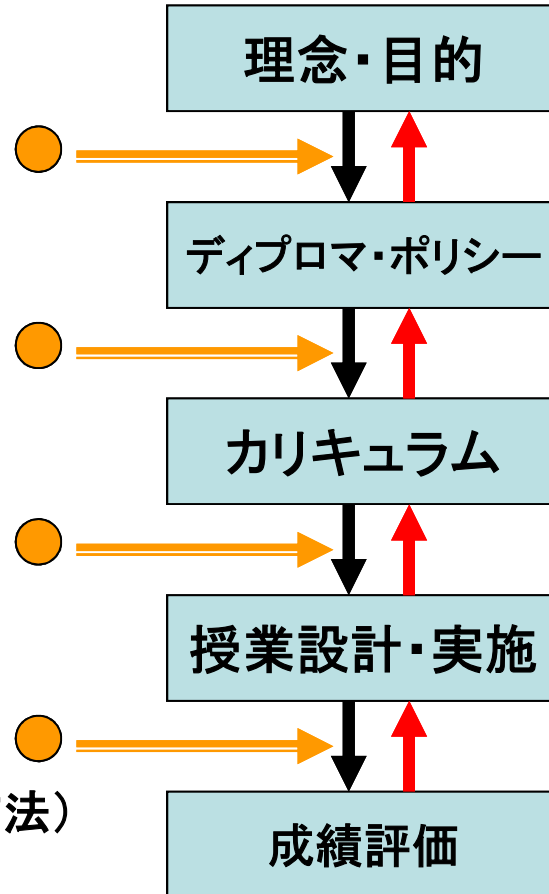 理念・目的
ディプロマ・ポリシー
カリキュラム
授業設計・実施
法）
成績評価